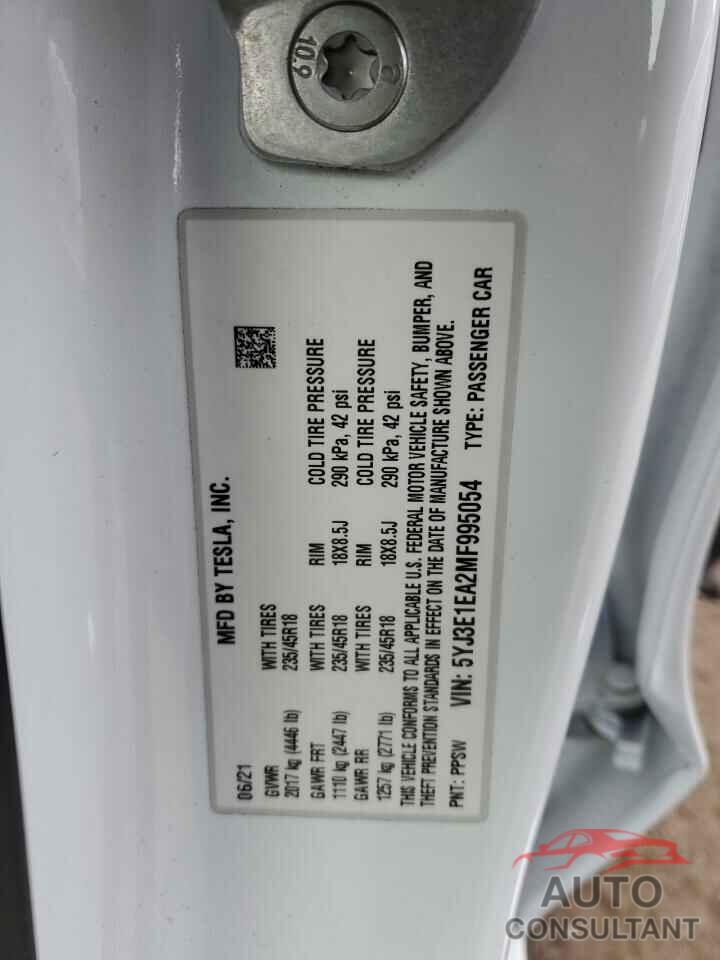 10.9
MFD BY TESLA, INC.
06/21
GVWR WITH TIRES RIM COLD TIRE PRESSURE
2017 kg (4446 lb) 235/45R18 18X8.5J 290 kPa, 42 psi
GAWR FRT WITH TIRES RIM COLD TIRE PRESSURE
1110 kg (2447 lb) 235/45R18 18X8.5J 290 kPa, 42 psi
GAWR RR
1257 kg (2771 lb)
THIS VEHICLE CONFORMS TO ALL APPLICABLE U.S. FEDERAL MOTOR VEHICLE SAFETY, BUMPER, AND
THEFT PREVENTION STANDARDS IN EFFECT ON THE DATE OF MANUFACTURE SHOWN ABOVE.
PNT: PPSW VIN: 5YJ3E1EA2MF995054 TYPE: PASSENGER CAR
AUTO
CONSULTANT